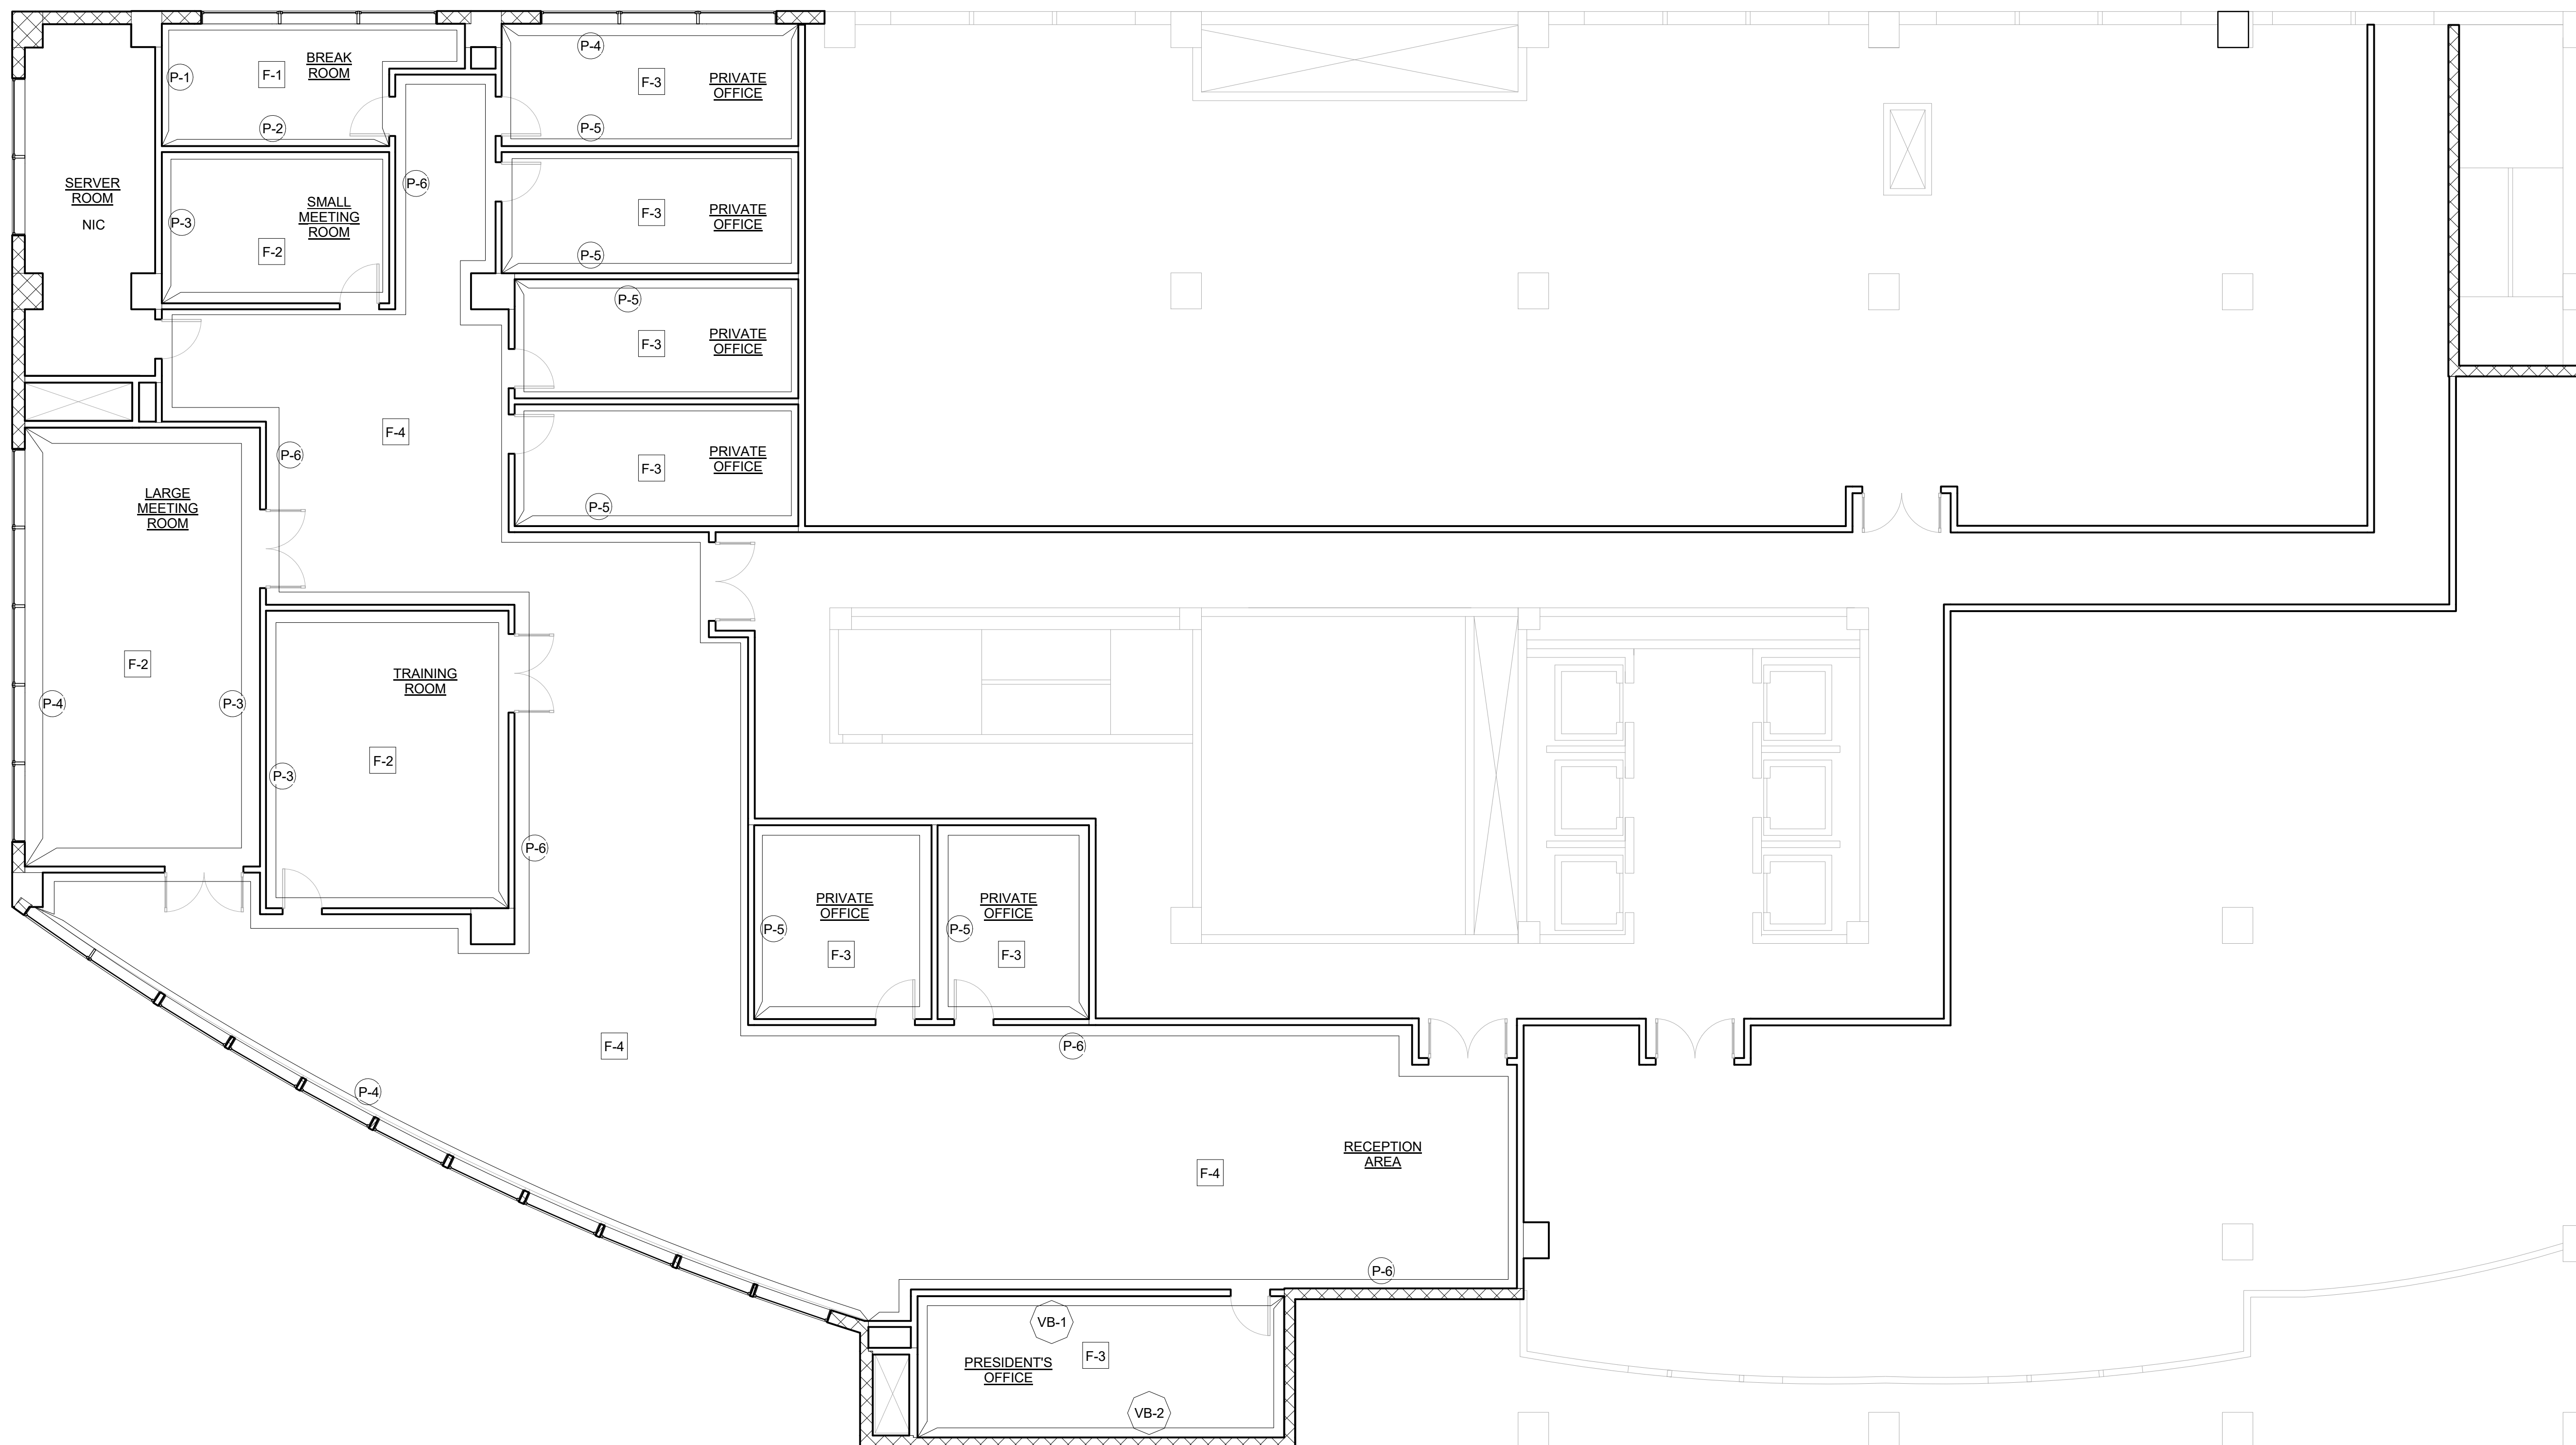 P-1
F-1
BREAK
ROOM
P-2
P-4
F-3
PRIVATE
OFFICE
P-5
SERVER
ROOM
NIC
P-3
F-2
SMALL
MEETING
ROOM
P-6
F-3
PRIVATE
OFFICE
P-5
P-5
F-3
PRIVATE
OFFICE
F-4
P-6
F-3
PRIVATE
OFFICE
P-5
LARGE
MEETING
ROOM
F-2
P-4
P-3
TRAINING
ROOM
F-2
P-3
P-6
PRIVATE
OFFICE
P-5
F-3
PRIVATE
OFFICE
P-5
F-3
F-4
P-6
P-4
RECEPTION
AREA
F-4
P-6
VB-1
F-3
PRESIDENT'S
OFFICE
VB-2